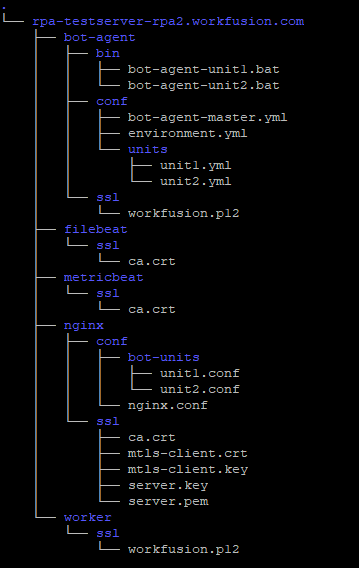 .
└── rpa-testserver-rpa2.workfusion.com
    ├── bot-agent
    │   ├── bin
    │   │   ├── bot-agent-unit1.bat
    │   │   └── bot-agent-unit2.bat
    │   ├── conf
    │   │   ├── bot-agent-master.yml
    │   │   ├── environment.yml
    │   │   └── units
    │   │       ├── unit1.yml
    │   │       └── unit2.yml
    │   └── ssl
    │       └── workfusion.p12
    ├── filebeat
    │   └── ssl
    │       └── ca.crt
    ├── metricbeat
    │   └── ssl
    │       └── ca.crt
    ├── nginx
    │   ├── conf
    │   │   ├── bot-units
    │   │   │   ├── unit1.conf
    │   │   │   └── unit2.conf
    │   │   └── nginx.conf
    │   └── ssl
    │       ├── ca.crt
    │       ├── mtls-client.crt
    │       ├── mtls-client.key
    │       ├── server.key
    │       └── server.pem
    └── worker
        └── ssl
            └── workfusion.p12